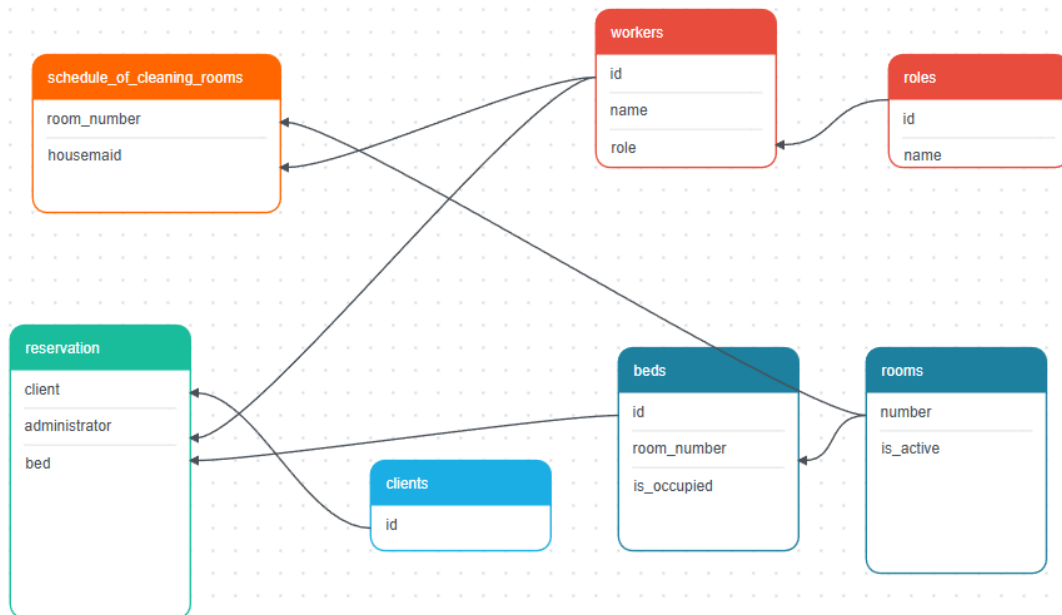 workers
id
name
role
schedule_of_cleaning_rooms
room_number
housemaid
roles
id
name
reservation
client
administrator
bed
clients
id
beds
id
room_number
is_occupied
rooms
number
is_active